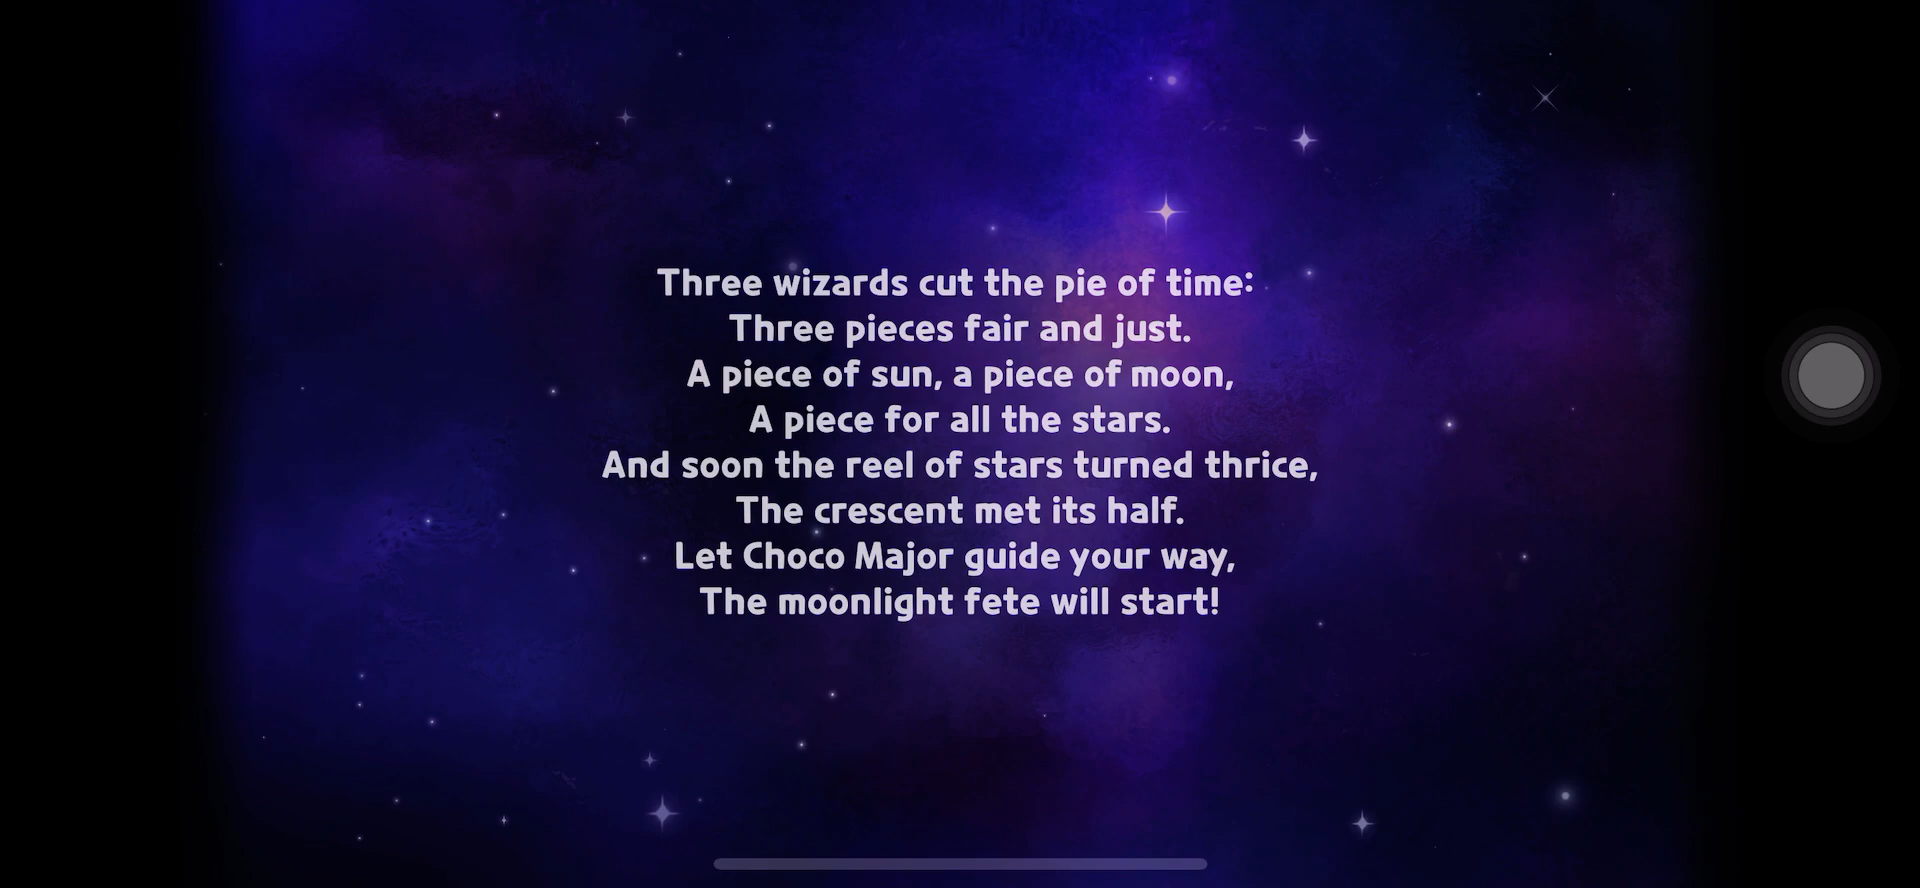 Three wizards cut the pie of time:
Three pieces fair and just.
A piece of sun, a piece of moon,
A piece for all the stars.
And soon the reel of stars turned thrice,
The crescent met its half.
Let Choco Major guide your way,
The moonlight fete will start!